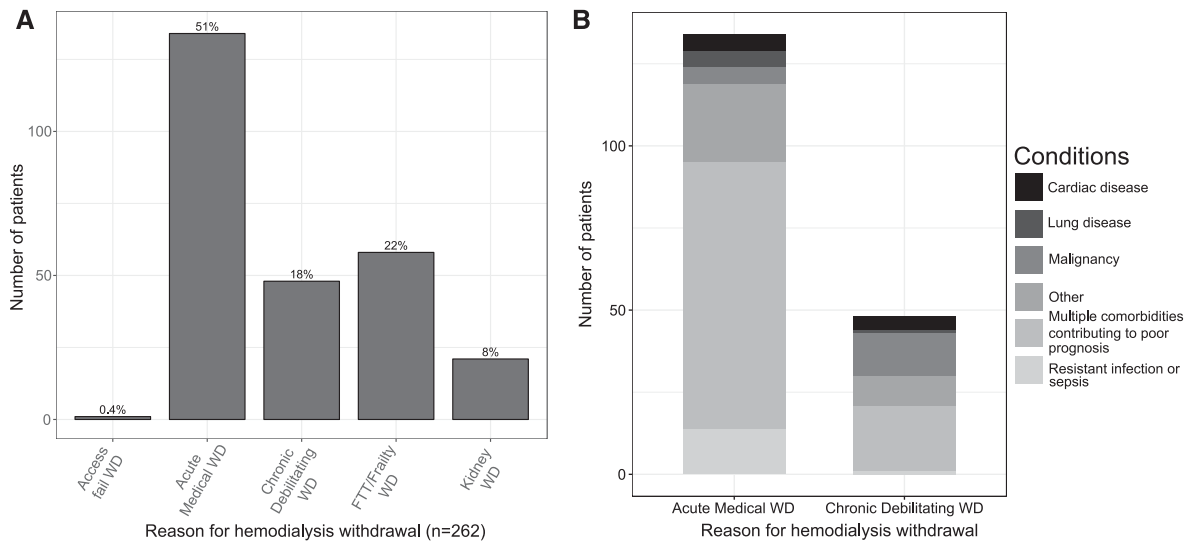 A
Number of patients
100
50
0
0.4%
51%
18%
22%
8%
Access
fail WD
Acute
Medical WD
Chronic
Debilitating
WD
FTT/Frailty
WD
Kidney
WD
Reason for hemodialysis withdrawal (n=262)
B
Number of patients
100
50
0
Acute Medical WD
Chronic Debilitating WD
Reason for hemodialysis withdrawal
Conditions
Cardiac disease
Lung disease
Malignancy
Other
Multiple comorbidities
contributing to poor
prognosis
Resistant infection or
sepsis